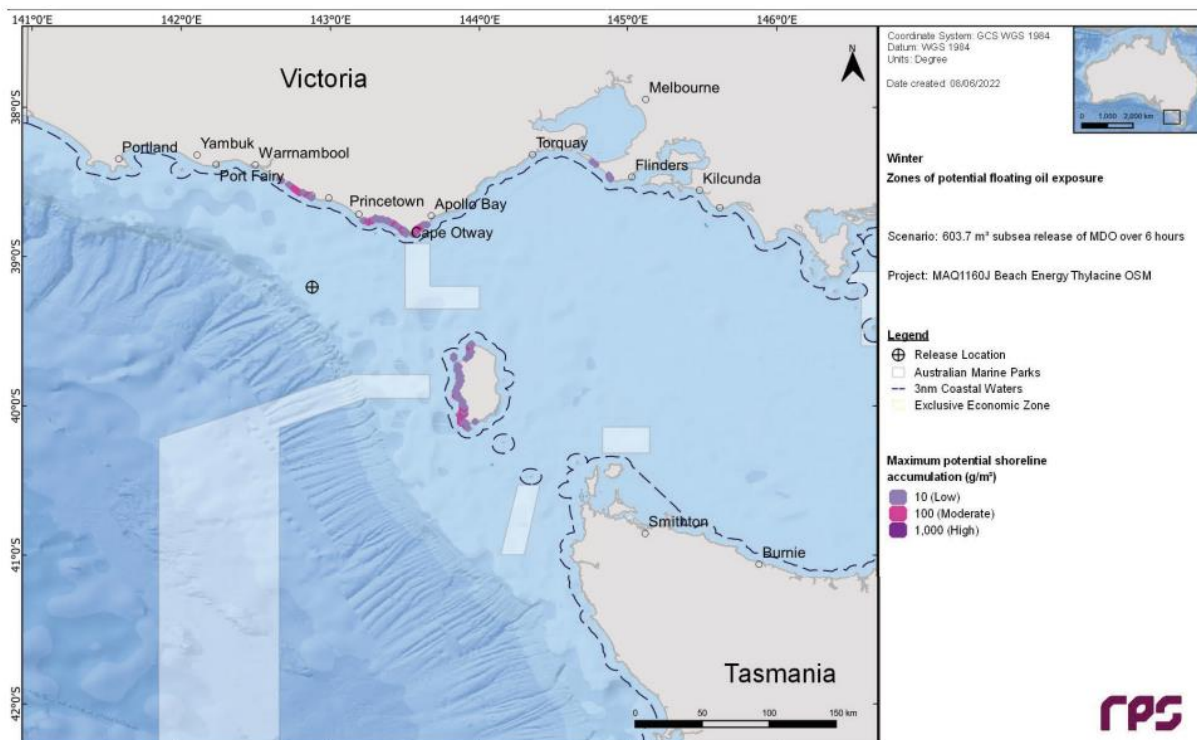 141°0'E 142°0'E 143°0'E 144°0'E 145°0'E 146°0'E
38°0'S
39°0'S
40°0'S
41°0'S
42°0'S
Victoria
Melbourne
Portland
Yambuk
Warrnambool
Port Fairy
Torquay
Flinders
Kilcunda
Princetown
Apollo Bay
Cape Otway
Smithton
Burnie
Tasmania
0 50 100 150 km
N
Coordinate System: GCS WGS 1984
Datum: WGS 1984
Units: Degree
Date created: 08/06/2022
0 1,000 2,000 km
Winter
Zones of potential floating oil exposure
Scenario: 603.7 m³ subsea release of MDO over 6 hours
Project: MAQ1160J Beach Energy Thylacine OSM
Legend
Release Location
Australian Marine Parks
3nm Coastal Waters
Exclusive Economic Zone
Maximum potential shoreline
accumulation (g/m²)
10 (Low)
100 (Moderate)
1,000 (High)
rps